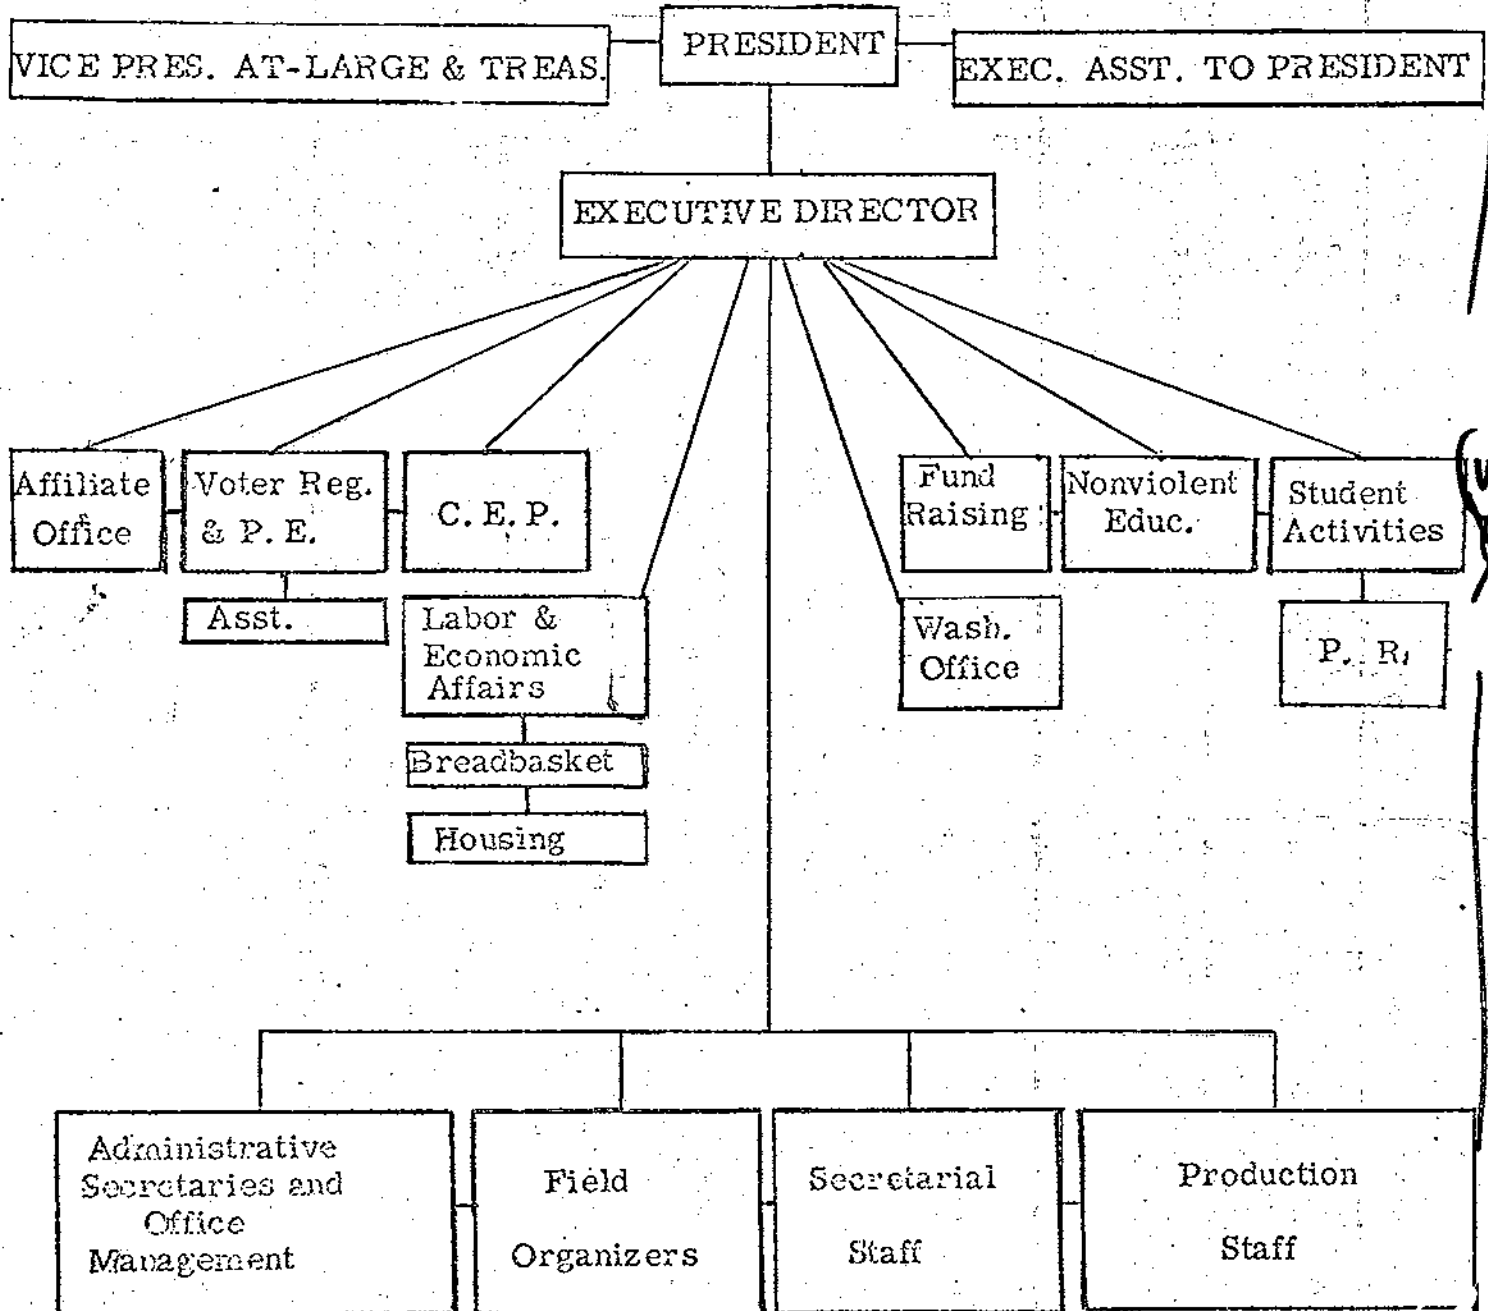 VICE PRES. AT-LARGE & TREAS.
PRESIDENT
EXEC. ASST. TO PRESIDENT
EXECUTIVE DIRECTOR
Affiliate
Office
Voter Reg.
& P. E.
C. E. P.
Fund
Raising
Nonviolent
Educ.
Student
Activities
Asst.
Labor &
Economic
Affairs
Wash.
Office
P. R.
Breadbasket
Housing
Administrative
Secretaries and
Office
Management
Field
Organizers
Secretarial
Staff
Production
Staff